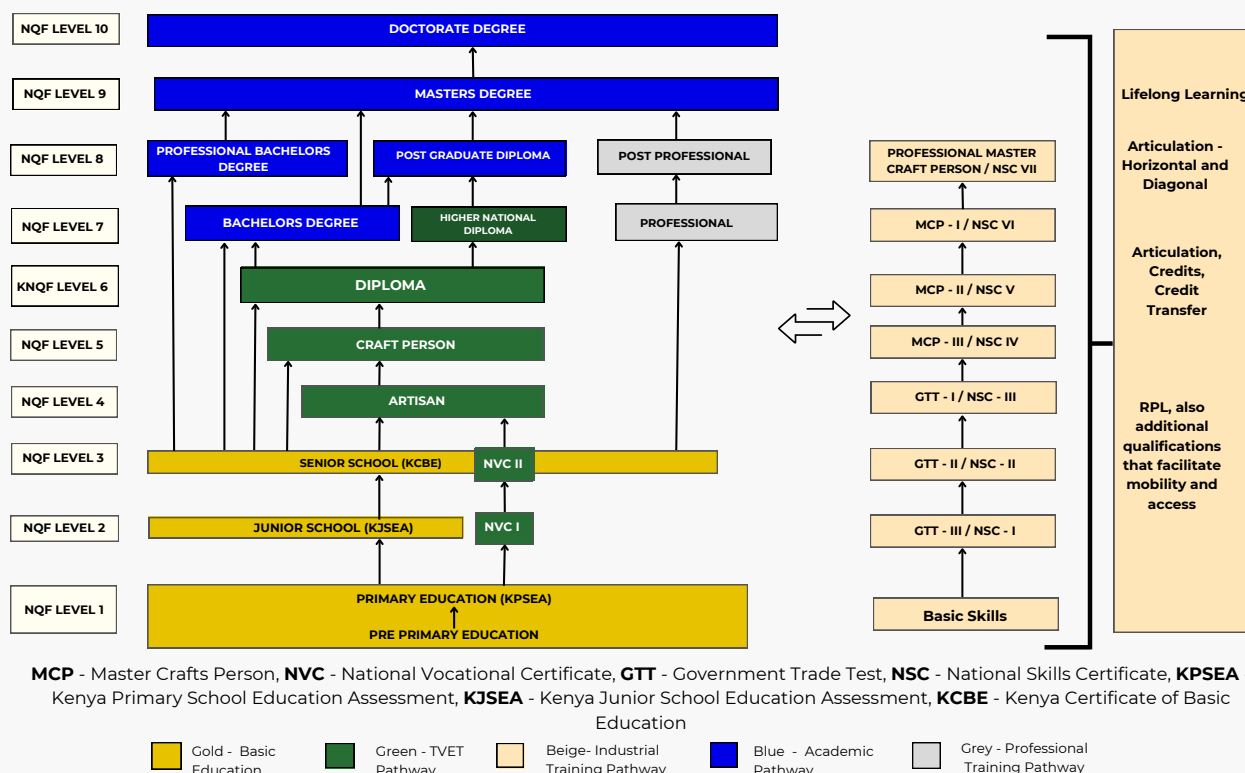 NQF LEVEL 10
DOCTORATE DEGREE
NQF LEVEL 9
MASTERS DEGREE
Lifelong Learning
NQF LEVEL 8
PROFESSIONAL BACHELORS
DEGREE
POST GRADUATE DIPLOMA
POST PROFESSIONAL
PROFESSIONAL MASTER
CRAFT PERSON / NSC VII
Articulation -
Horizontal and
Diagonal
NQF LEVEL 7
BACHELORS DEGREE
HIGHER NATIONAL
DIPLOMA
PROFESSIONAL
MCP - I / NSC VI
KNQF LEVEL 6
DIPLOMA
MCP - II / NSC V
Articulation,
Credits,
Credit
Transfer
NQF LEVEL 5
CRAFT PERSON
MCP - III / NSC IV
NQF LEVEL 4
ARTISAN
GTT - I / NSC - III
NQF LEVEL 3
SENIOR SCHOOL (KCBE)
NVC II
GTT - II / NSC - II
RPL, also
additional
qualifications
that facilitate
mobility and
access
NQF LEVEL 2
JUNIOR SCHOOL (KJSEA)
NVC I
GTT - III / NSC - I
NQF LEVEL 1
PRIMARY EDUCATION (KPSEA)
PRE PRIMARY EDUCATION
Basic Skills
MCP - Master Crafts Person, NVC - National Vocational Certificate, GTT - Government Trade Test, NSC - National Skills Certificate, KPSEA
Kenya Primary School Education Assessment, KJSEA - Kenya Junior School Education Assessment, KCBE - Kenya Certificate of Basic
Education
Gold - Basic
Education
Green - TVET
Pathway
Beige- Industrial
Training Pathway
Blue - Academic
Pathway
Grey - Professional
Training Pathway